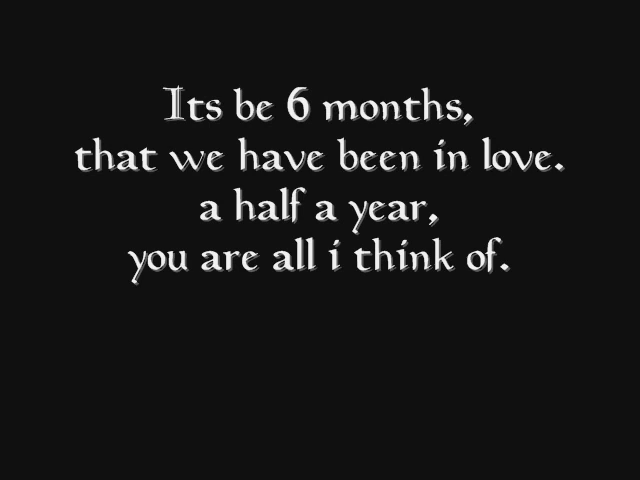 Its be 6 months,
that we have been in love.
a half a year,
you are all i think of.